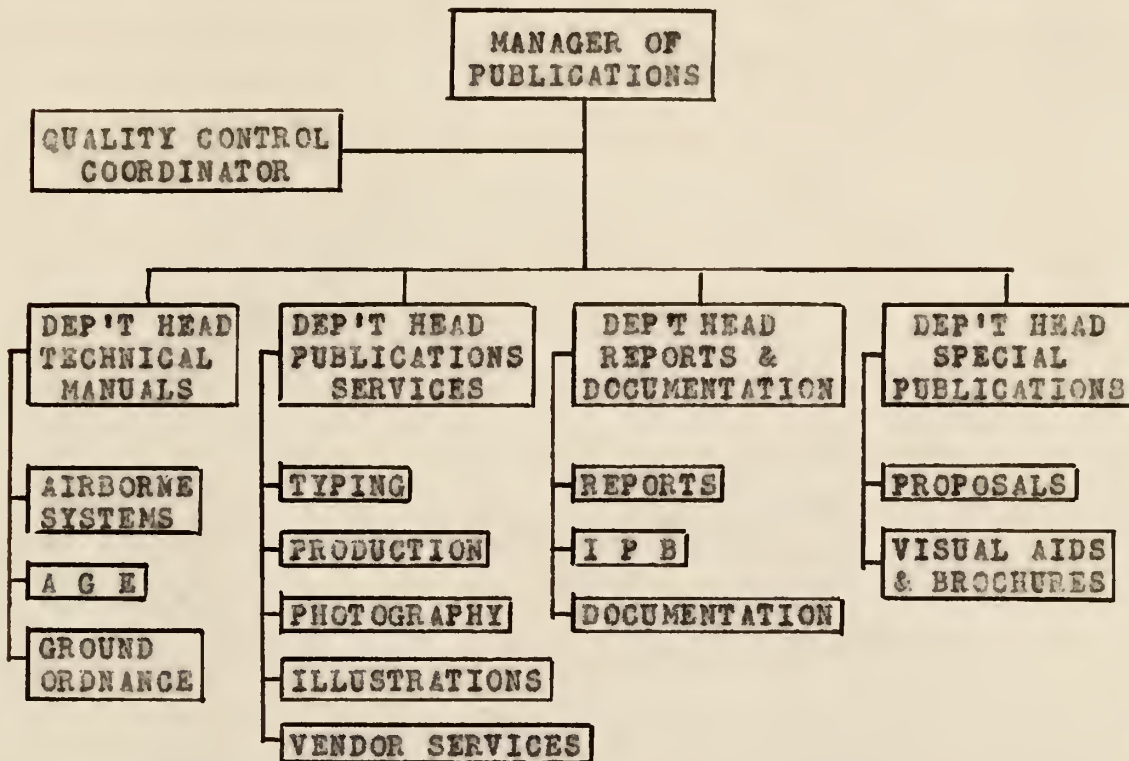 MANAGER OF
PUBLICATIONS
QUALITY CONTROL
COORDINATOR
DEP'T HEAD
TECHNICAL
MANUALS
AIRBORNE
SYSTEMS
A G E
GROUND
ORDNANCE
DEP'T HEAD
PUBLICATIONS
SERVICES
TYPING
PRODUCTION
PHOTOGRAPHY
ILLUSTRATIONS
VENDOR SERVICES
DEP'T HEAD
REPORTS &
DOCUMENTATION
REPORTS
I P B
DOCUMENTATION
DEP'T HEAD
SPECIAL
PUBLICATIONS
PROPOSALS
VISUAL AIDS
& BROCHURES